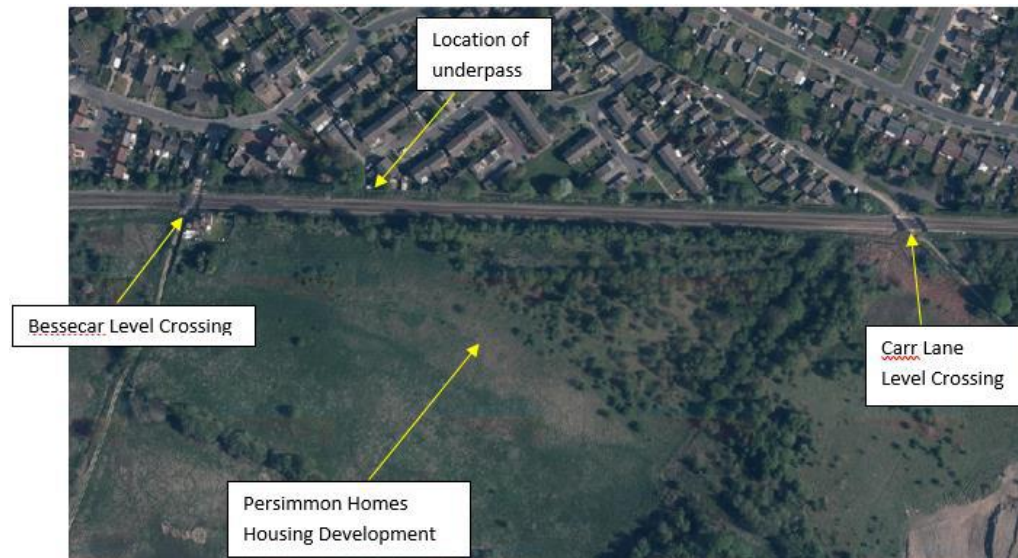 Location of
underpass
Bessecar Level Crossing
Carr Lane
Level Crossing
Persimmon Homes
Housing Development